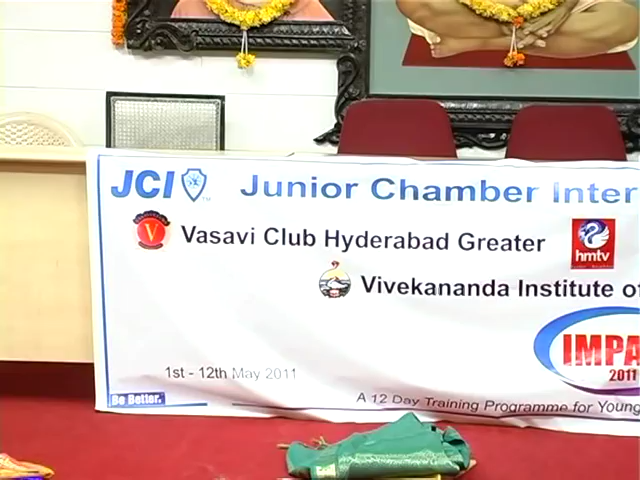 JCI
Junior Chamber Inter
V
Vasavi Club Hyderabad Greater
hmtv
Vivekananda Institute of
IMPA
2011
1st - 12th May 2011
Be Better.
A 12 Day Training Programme for Young